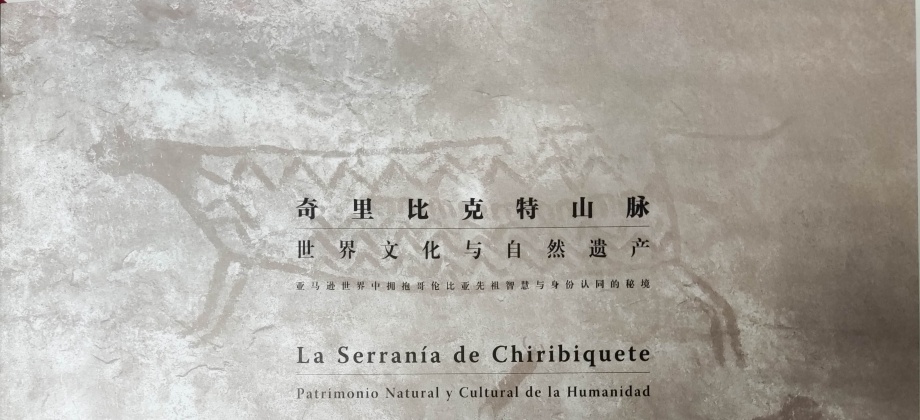 奇里比克特山脉
世界文化与自然遗产
亚马逊世界中拥抱哥伦比亚先祖智慧与身份认同的秘境
La Serranía de Chiribiquete
Patrimonio Natural y Cultural de la Humanidad